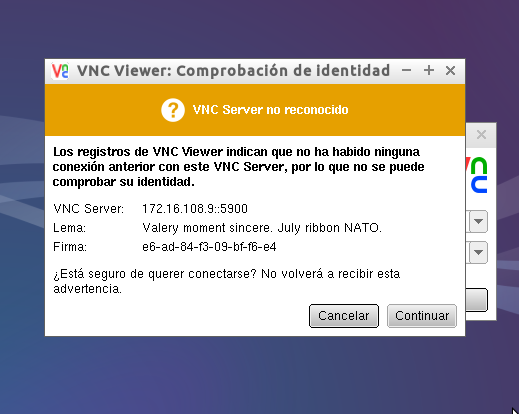 VNC Viewer: Comprobación de identidad
VNC Server no reconocido
Los registros de VNC Viewer indican que no ha habido ninguna
conexión anterior con este VNC Server, por lo que no se puede
comprobar su identidad.
VNC Server: 172.16.108.9::5900
Lema: Valery moment sincere. July ribbon NATO.
Firma: e6-ad-84-f3-09-bf-f6-e4
¿Está seguro de querer conectarse? No volverá a recibir esta
advertencia.
Cancelar Continuar